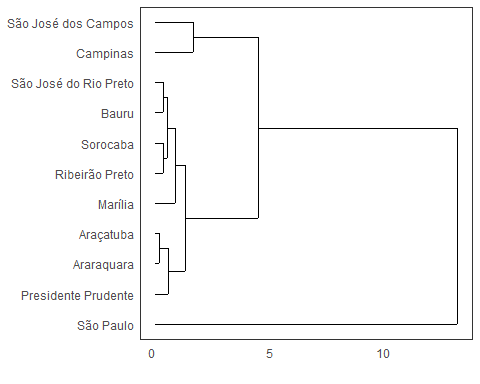 São José dos Campos
Campinas
São José do Rio Preto
Bauru
Sorocaba
Ribeirão Preto
Marília
Araçatuba
Araraquara
Presidente Prudente
São Paulo
0 5 10